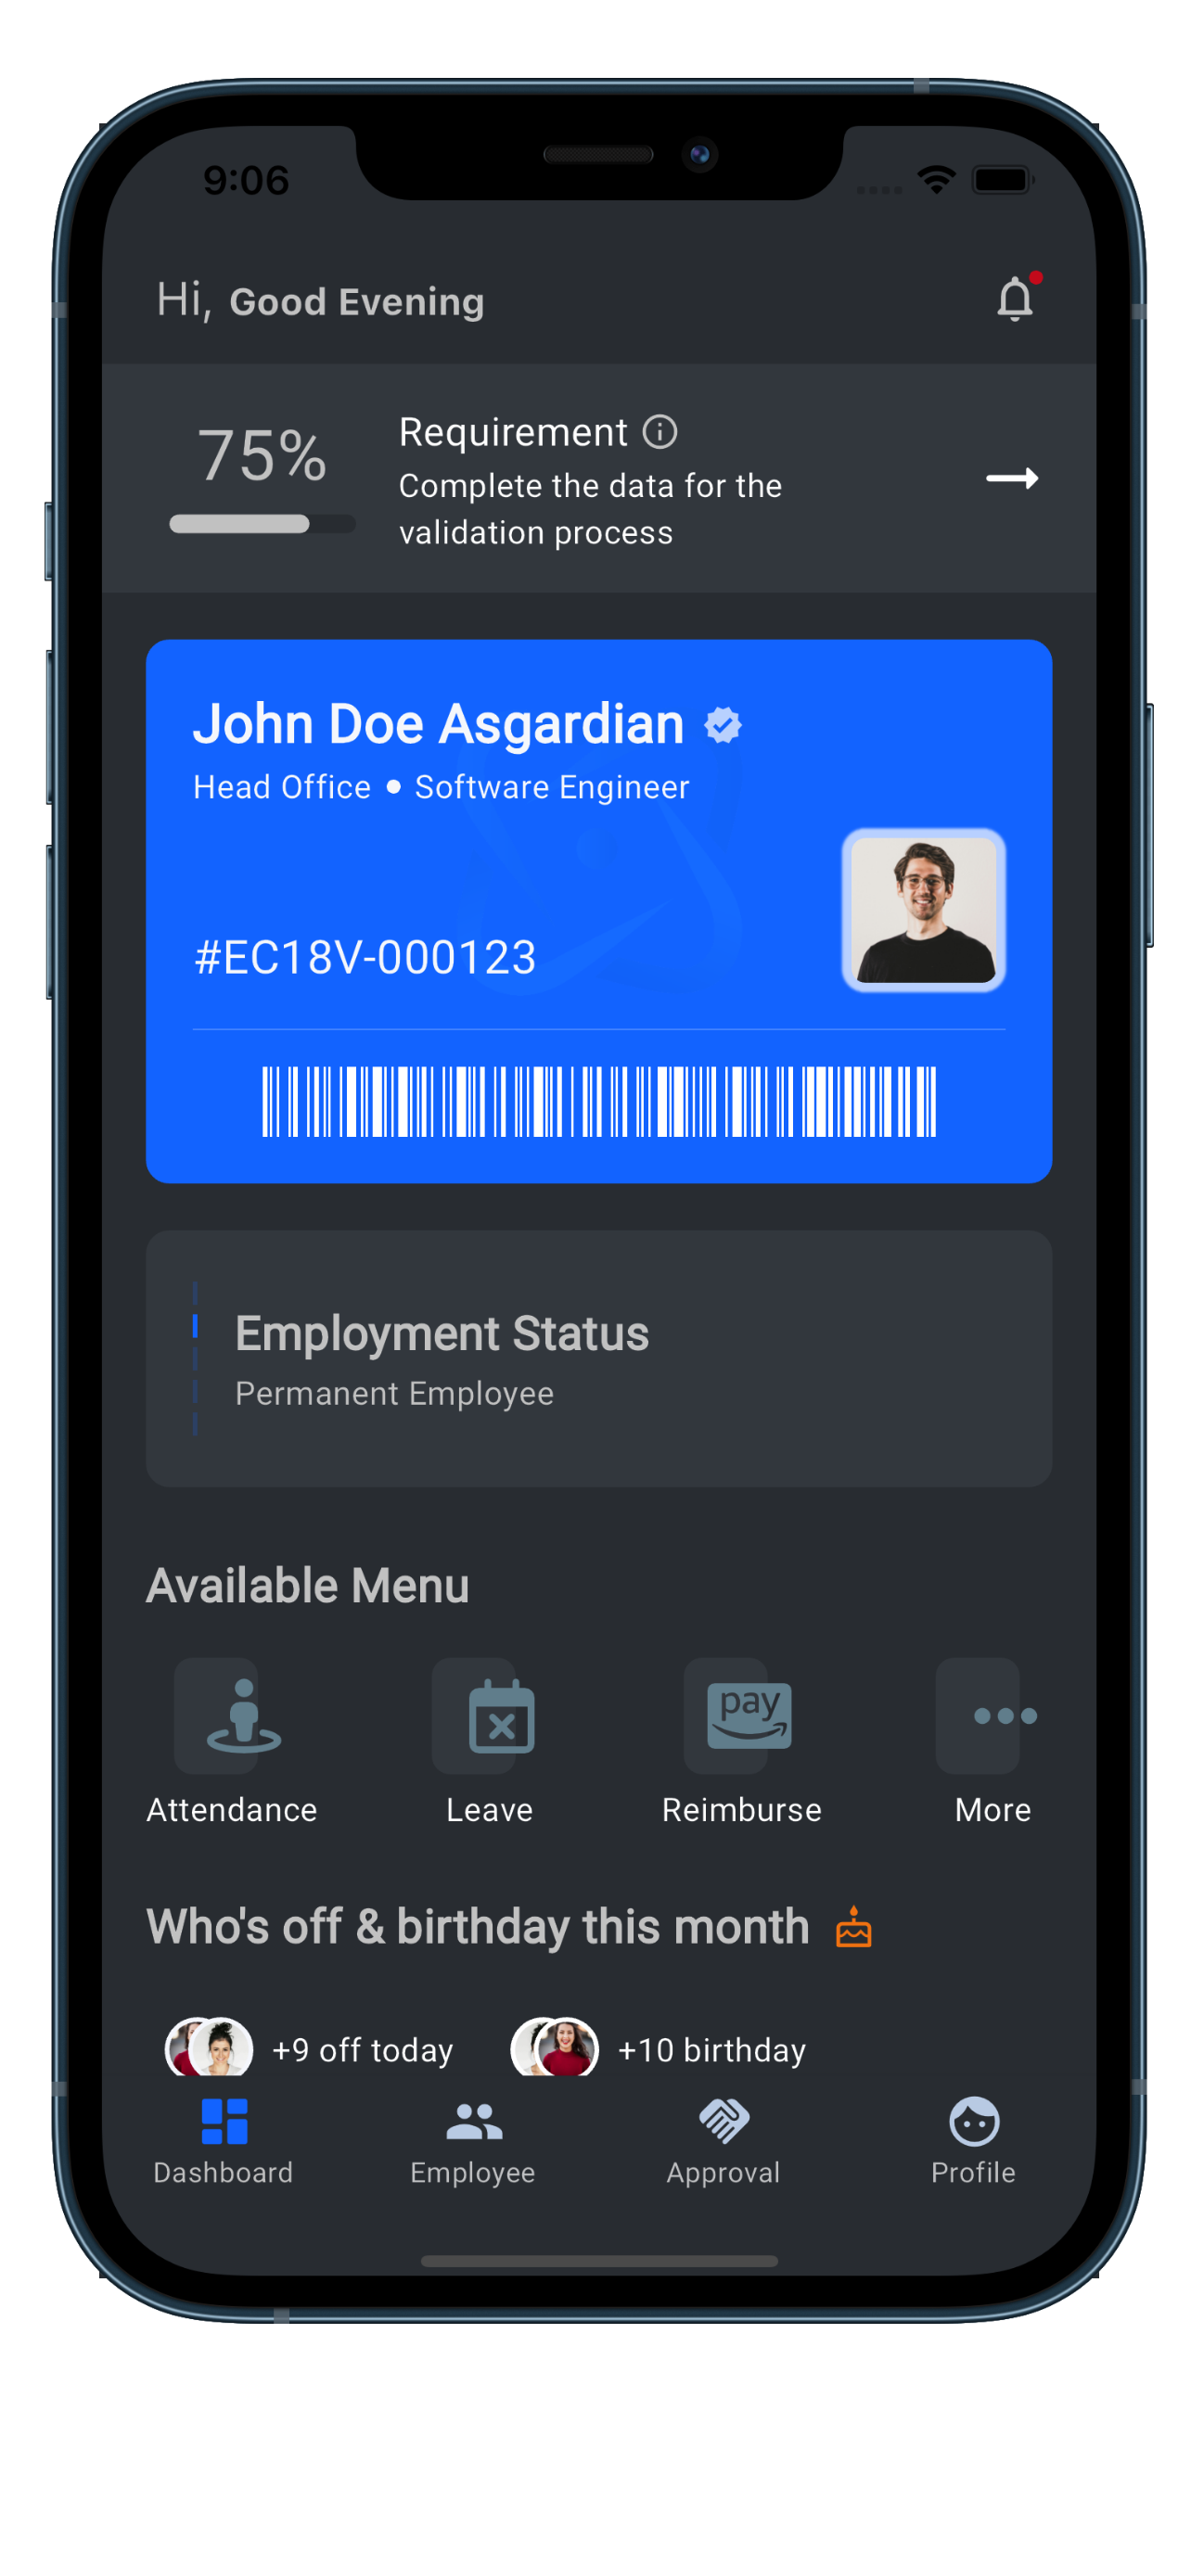 9:06
Hi, Good Evening
75%
Requirement
Complete the data for the
validation process
John Doe Asgardian
Head Office • Software Engineer
#EC18V-000123
Employment Status
Permanent Employee
Available Menu
pay
Attendance
Leave
Reimburse
More
Who's off & birthday this month
+9 off today
+10 birthday
Dashboard
Employee
Approval
Profile